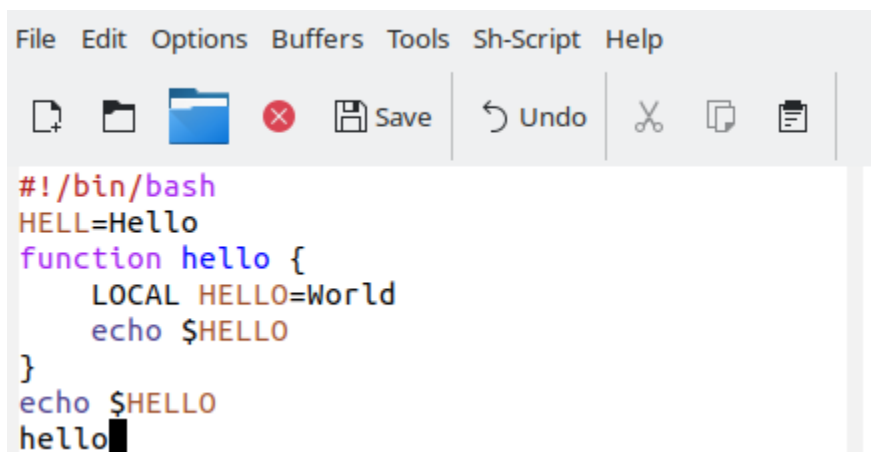 File Edit Options Buffers Tools Sh-Script Help
Save Undo
#!/bin/bash
HELL=Hello
function hello {
    LOCAL HELLO=World
    echo $HELLO
}
echo $HELLO
hello